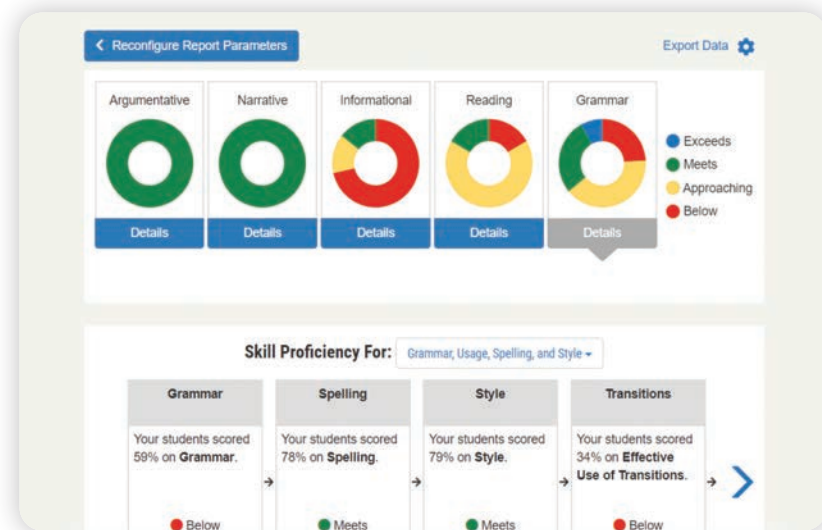 Reconfigure Report Parameters
Export Data
Argumentative
Narrative
Informational
Reading
Grammar
Exceeds
Meets
Approaching
Below
Details
Details
Details
Details
Details
Skill Proficiency For:
Grammar, Usage, Spelling, and Style
Grammar
Spelling
Style
Transitions
Your students scored
59% on Grammar.
Your students scored
78% on Spelling.
Your students scored
79% on Style.
Your students scored
34% on Effective
Use of Transitions.
Below
Meets
Meets
Below